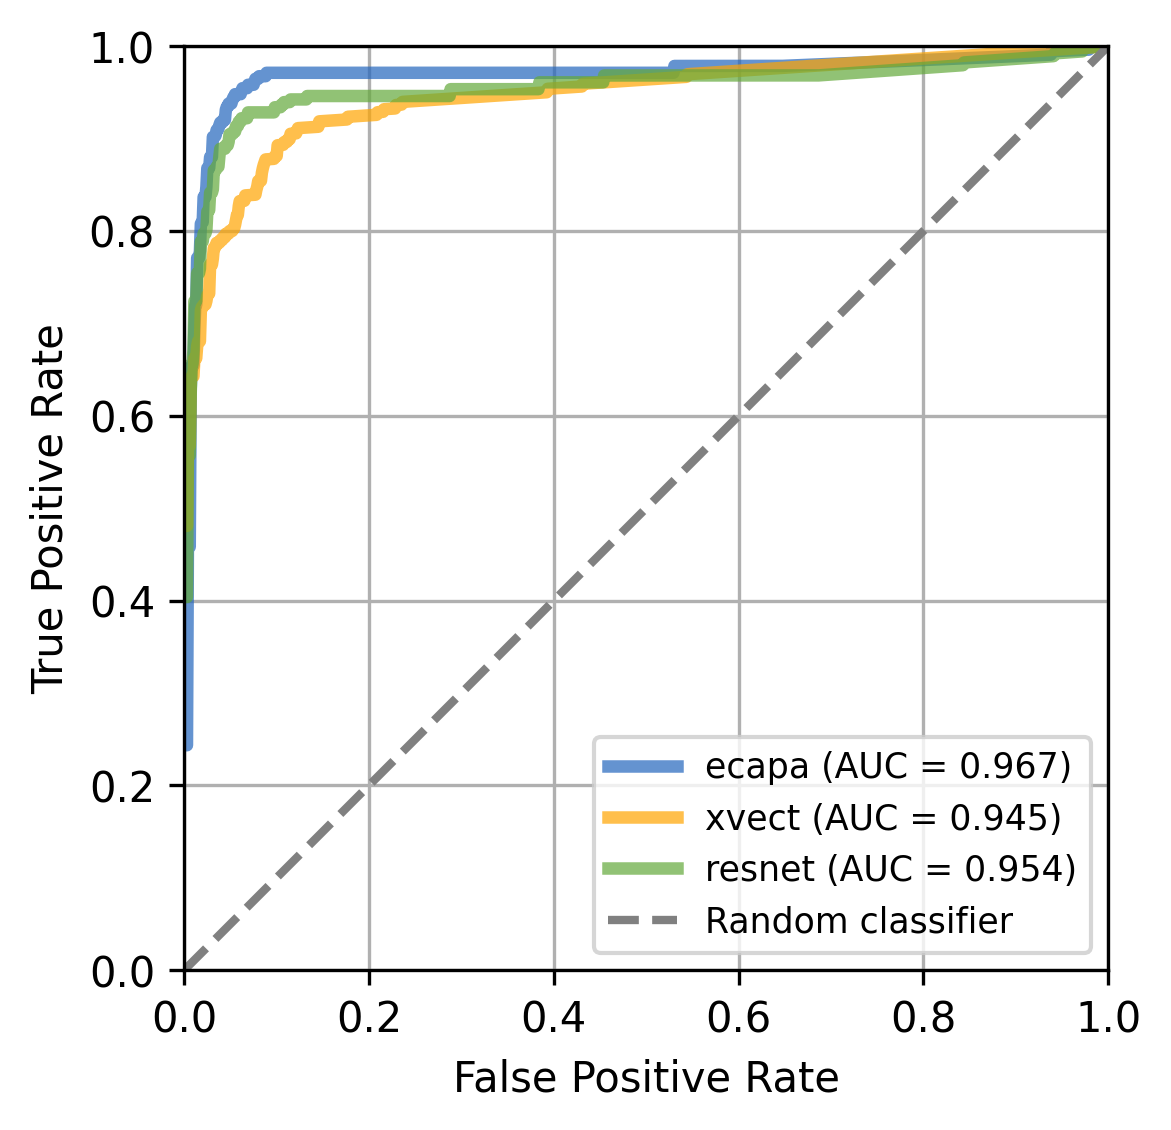 1.0
0.8
0.6
0.4
0.2
0.0
True Positive Rate
ecapa (AUC = 0.967)
xvect (AUC = 0.945)
resnet (AUC = 0.954)
Random classifier
0.0 0.2 0.4 0.6 0.8 1.0
False Positive Rate